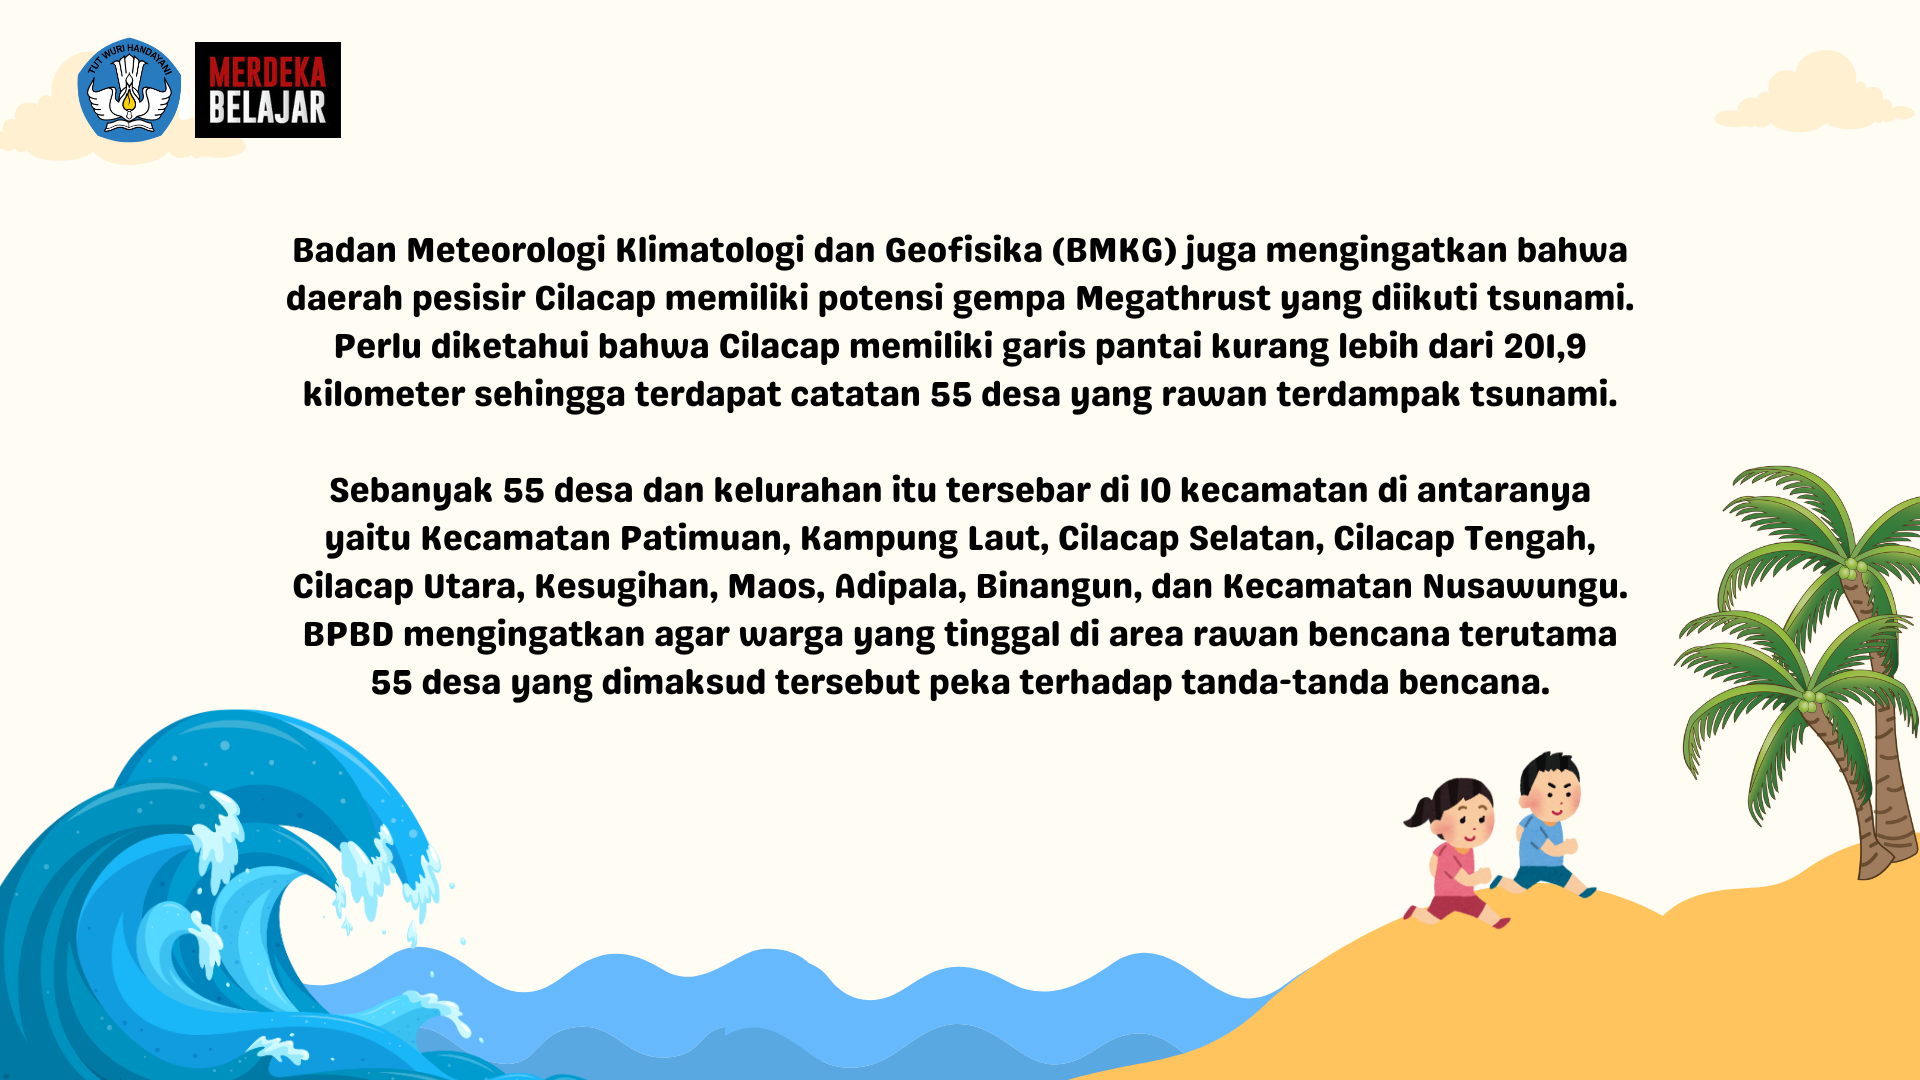 TUT WURI HANDAYANI
MERDEKA
BELAJAR
Badan Meteorologi Klimatologi dan Geofisika (BMKG) juga mengingatkan bahwa
daerah pesisir Cilacap memiliki potensi gempa Megathrust yang diikuti tsunami.
Perlu diketahui bahwa Cilacap memiliki garis pantai kurang lebih dari 201,9
kilometer sehingga terdapat catatan 55 desa yang rawan terdampak tsunami.
Sebanyak 55 desa dan kelurahan itu tersebar di 10 kecamatan di antaranya
yaitu Kecamatan Patimuan, Kampung Laut, Cilacap Selatan, Cilacap Tengah,
Cilacap Utara, Kesugihan, Maos, Adipala, Binangun, dan Kecamatan Nusawungu.
BPBD mengingatkan agar warga yang tinggal di area rawan bencana terutama
55 desa yang dimaksud tersebut peka terhadap tanda-tanda bencana.